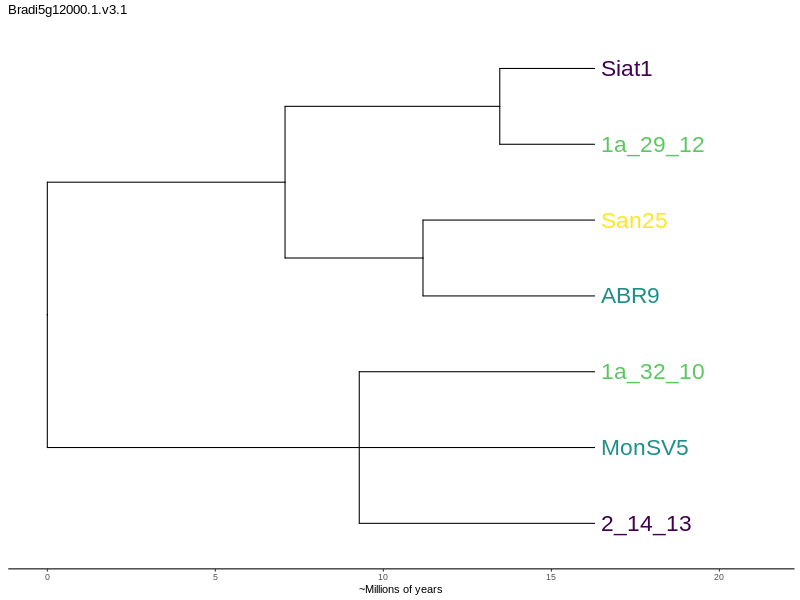 Bradi5g12000.1.v3.1
Siat1
1a_29_12
San25
ABR9
1a_32_10
MonSV5
2_14_13
0 5 10 15 20
~Millions of years